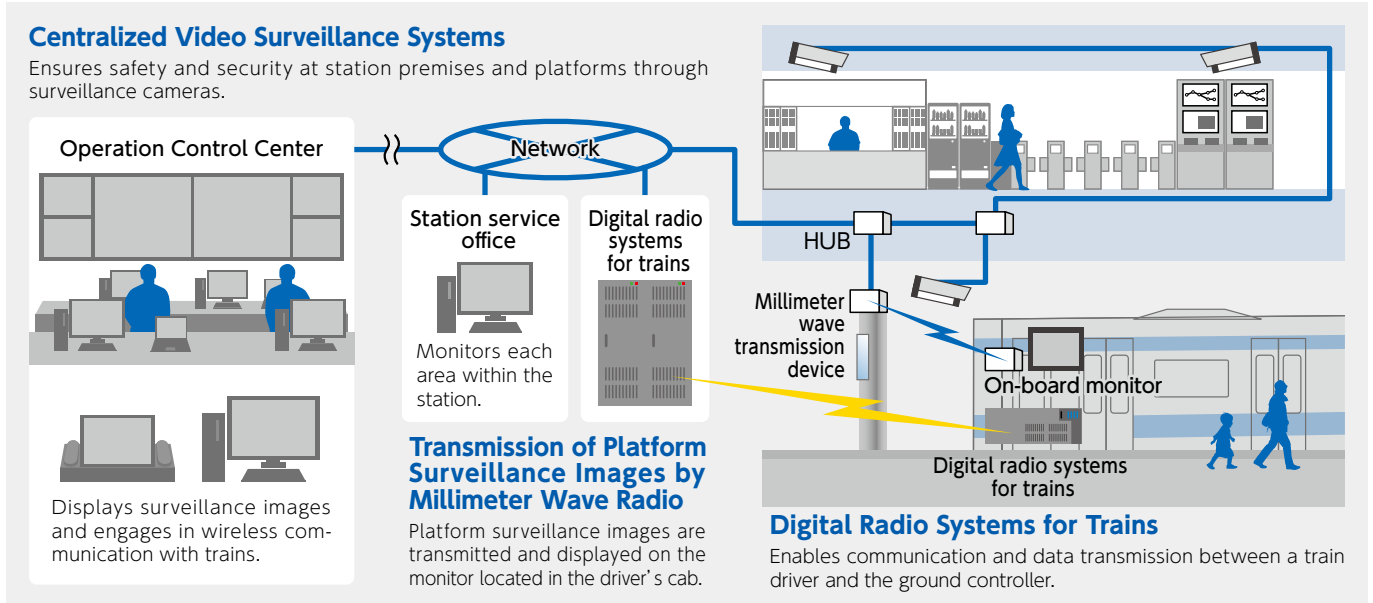 Centralized Video Surveillance Systems
Ensures safety and security at station premises and platforms through
surveillance cameras.
Operation Control Center
Displays surveillance images
and engages in wireless com-
munication with trains.
Network
Station service
office
Monitors each
area within the
station.
Digital radio
systems
for trains
Transmission of Platform
Surveillance Images by
Millimeter Wave Radio
Platform surveillance images are
transmitted and displayed on the
monitor located in the driver's cab.
HUB
Millimeter
wave
transmission
device
On-board monitor
Digital radio systems
for trains
Digital Radio Systems for Trains
Enables communication and data transmission between a train
driver and the ground controller.